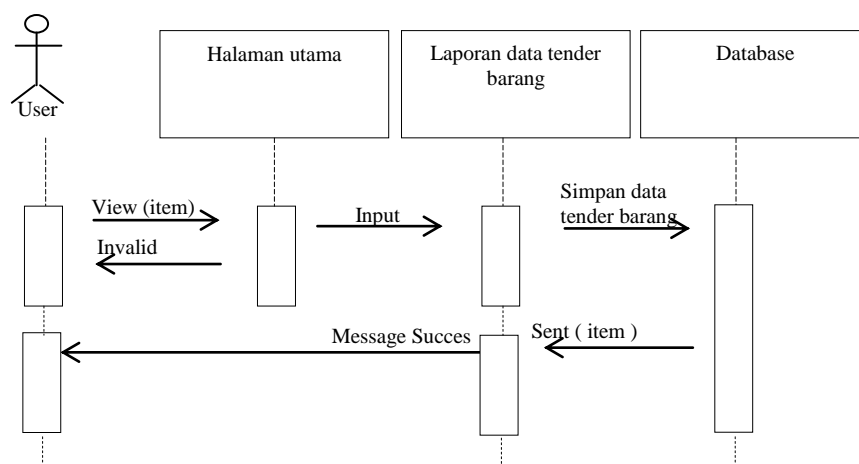 User
Halaman utama
Laporan data tender
barang
Database
View (item)
Input
Simpan data
tender barang
Invalid
Message Succes
Sent ( item )